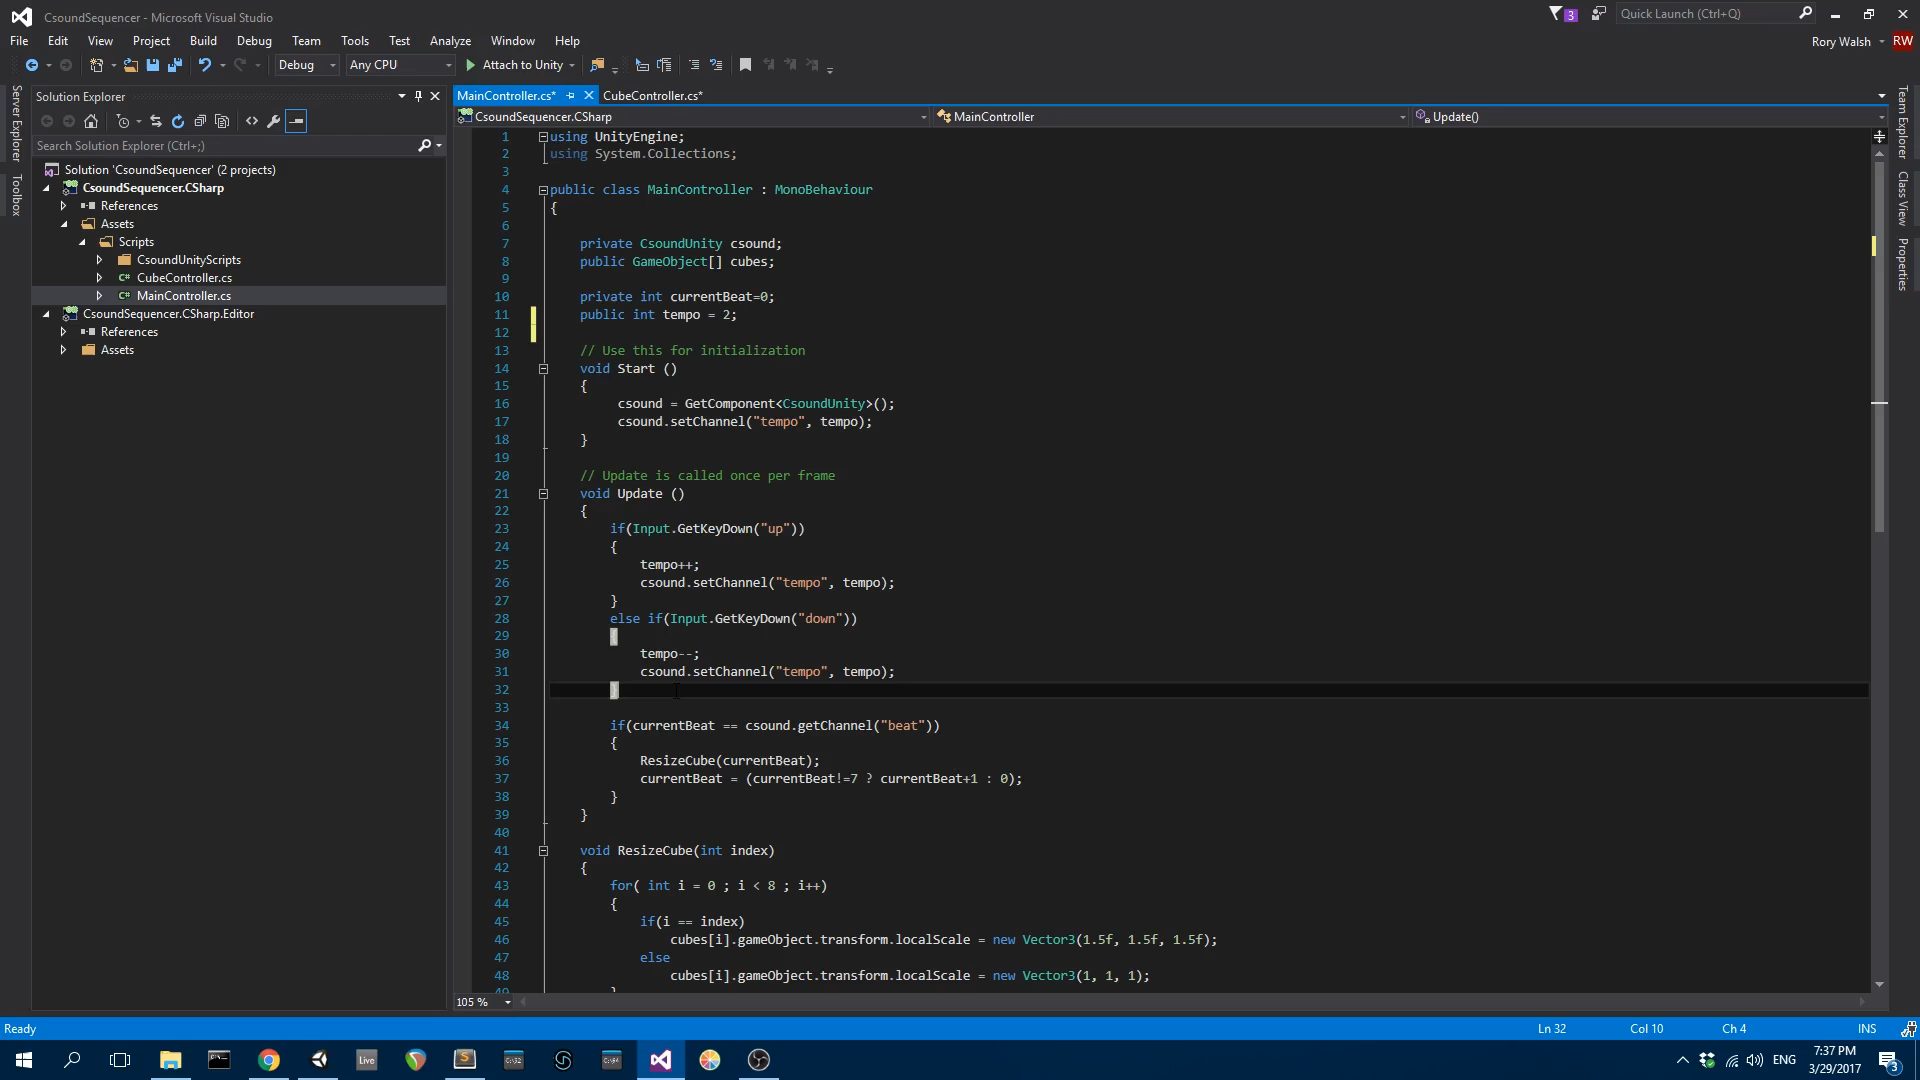 CsoundSequencer - Microsoft Visual Studio
3
Quick Launch (Ctrl+Q)
File Edit View Project Build Debug Team Tools Test Analyze Window Help
Rory Walsh RW
Debug Any CPU Attach to Unity
Server Explorer
Toolbox
Solution Explorer
Search Solution Explorer (Ctrl+;)
Solution 'CsoundSequencer' (2 projects)
CsoundSequencer.CSharp
References
Assets
Scripts
CsoundUnityScripts
C# CubeController.cs
C# MainController.cs
CsoundSequencer.CSharp.Editor
References
Assets
MainController.cs* CubeController.cs*
CsoundSequencer.CSharp MainController Update()
1 using UnityEngine;
2 using System.Collections;
3
4 public class MainController : MonoBehaviour
5 {
6
7 private CsoundUnity csound;
8 public GameObject[] cubes;
9
10 private int currentBeat=0;
11 public int tempo = 2;
12
13 // Use this for initialization
14 void Start ()
15 {
16 csound = GetComponent<CsoundUnity>();
17 csound.setChannel("tempo", tempo);
18 }
19
20 // Update is called once per frame
21 void Update ()
22 {
23 if(Input.GetKeyDown("up"))
24 {
25 tempo++;
26 csound.setChannel("tempo", tempo);
27 }
28 else if(Input.GetKeyDown("down"))
29 {
30 tempo--;
31 csound.setChannel("tempo", tempo);
32 }
33
34 if(currentBeat == csound.getChannel("beat"))
35 {
36 ResizeCube(currentBeat);
37 currentBeat = (currentBeat!=7 ? currentBeat+1 : 0);
38 }
39 }
40
41 void ResizeCube(int index)
42 {
43 for( int i = 0 ; i < 8 ; i++)
44 {
45 if(i == index)
46 cubes[i].gameObject.transform.localScale = new Vector3(1.5f, 1.5f, 1.5f);
47 else
48 cubes[i].gameObject.transform.localScale = new Vector3(1, 1, 1);
49 }
105 %
Team Explorer
Class View
Properties
Ready Ln 32 Col 10 Ch 4 INS
Live
ENG
7:37 PM
3/29/2017
3